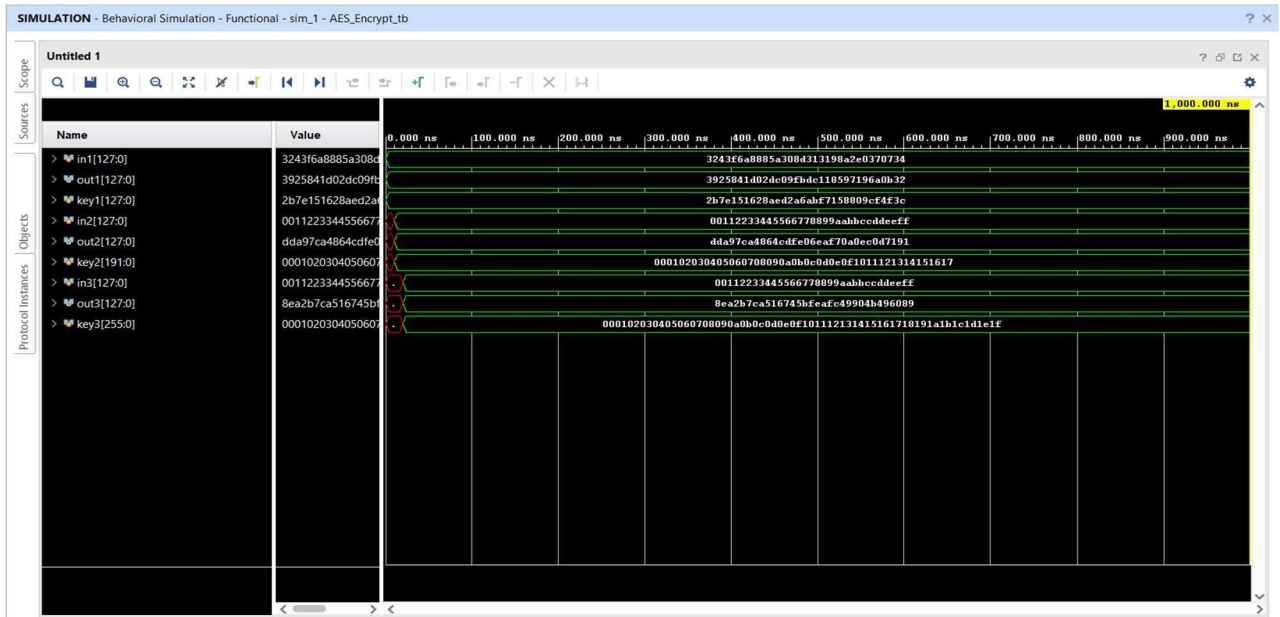 SIMULATION - Behavioral Simulation - Functional - sim_1 - AES_Encrypt_tb
Untitled 1
Scope
Sources
Objects
Protocol Instances
1,000.000 ns
Name Value 0.000 ns 100.000 ns 200.000 ns 300.000 ns 400.000 ns 500.000 ns 600.000 ns 700.000 ns 800.000 ns 900.000 ns
in1[127:0] 3243f6a8885a308d 3243f6a8885a308d313198a2e0370734
out1[127:0] 3925841d02dc09fb 3925841d02dc09fbdc118597196a0b32
key1[127:0] 2b7e151628aed2a6 2b7e151628aed2a6abf7158809cf4f3c
in2[127:0] 0011223344556677 00112233445566778899aabbccddeeff
out2[127:0] dda97ca4864cdfe0 dda97ca4864cdfe06eaf70a0ec0d7191
key2[191:0] 0001020304050607 000102030405060708090a0b0c0d0e0f1011121314151617
in3[127:0] 0011223344556677 00112233445566778899aabbccddeeff
out3[127:0] 8ea2b7ca516745bf 8ea2b7ca516745bfeafc49904b496089
key3[255:0] 0001020304050607 000102030405060708090a0b0c0d0e0f101112131415161718191a1b1c1d1e1f